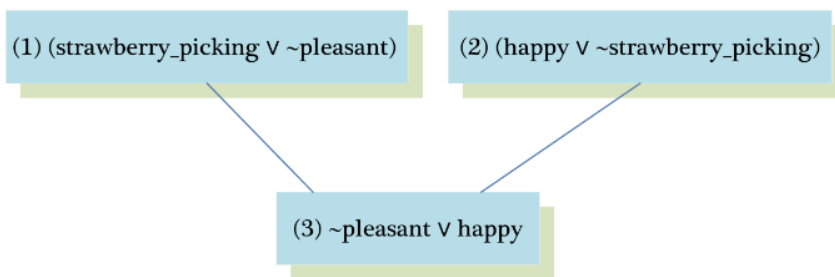 (1) (strawberry_picking ∨ ~pleasant)
(2) (happy ∨ ~strawberry_picking)
(3) ~pleasant ∨ happy